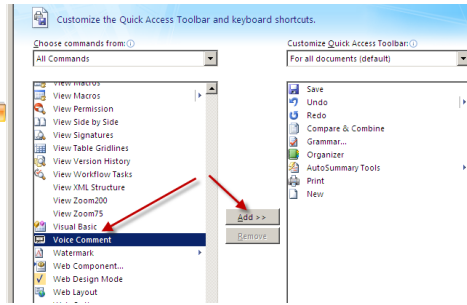 Customize the Quick Access Toolbar and keyboard shortcuts.
Choose commands from:
Customize Quick Access Toolbar:
All Commands
For all documents (default)
View Macros
View Macros
View Permission
View Side by Side
View Signatures
View Table Gridlines
View Version History
View Workflow Tasks
View XML Structure
View Zoom200
View Zoom75
Visual Basic
Voice Comment
Watermark
Web Component...
Web Design Mode
Web Layout
Add >>
Remove
Save
Undo
Redo
Compare & Combine
Grammar...
Organizer
AutoSummary Tools
Print
New